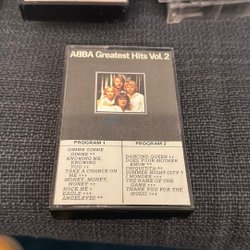 ABBA Greatest Hits Vol. 2
PROGRAM 1
GIMME GIMME
GIMME **
KNOWING ME,
KNOWING
YOU ++
TAKE A CHANCE ON
ME ***
MONEY, MONEY,
MONEY ++
ROCK ME +
EAGLE +++
ANGELEYES **
PROGRAM 2
DANCING QUEEN ++
DOES YOUR MOTHER
KNOW **
CHIQUITITA **
SUMMER NIGHT CITY *
I WONDER +++
THE NAME OF THE
GAME +++
THANK YOU FOR THE
MUSIC +++